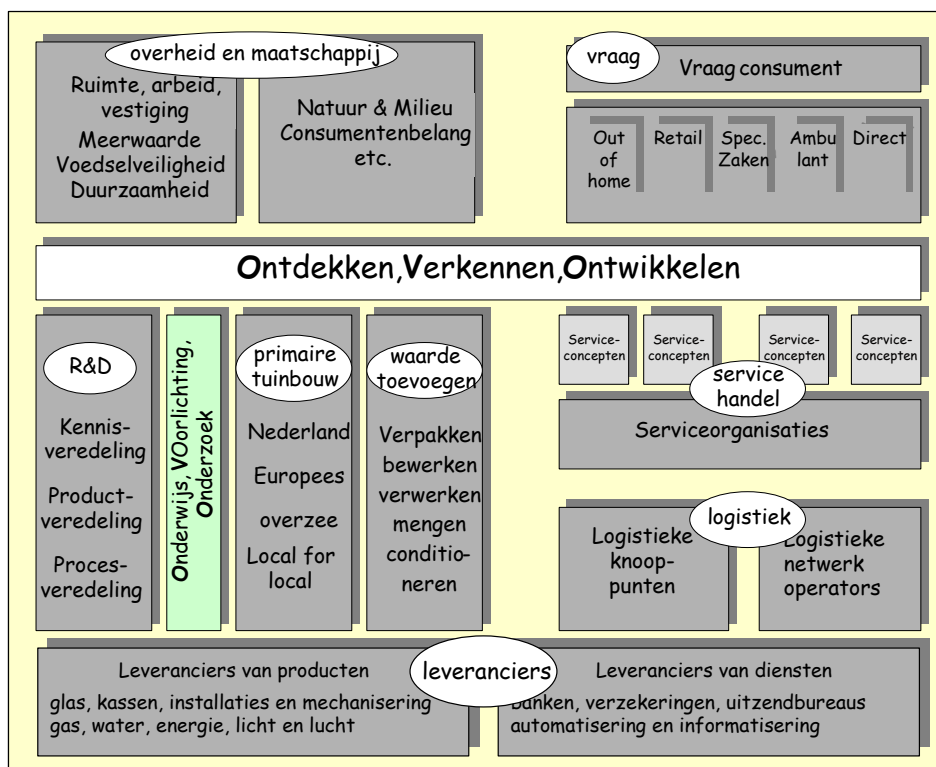 overheid en maatschappij
Ruimte, arbeid,
vestiging
Meerwaarde
Voedselveiligheid
Duurzaamheid
Natuur & Milieu
Consumentenbelang
etc.
vraag
Vraag consument
Out
of
home
Retail
Spec.
Zaken
Ambu
lant
Direct
Ontdekken,Verkennen,Ontwikkelen
R&D
Kennis-
veredeling
Product-
veredeling
Proces-
veredeling
Onderwijs, VOorlichting,
Onderzoek
primaire
tuinbouw
Nederland
Europees
overzee
Local for
local
waarde
toevoegen
Verpakken
bewerken
verwerken
mengen
conditio-
neren
Service-
concepten
Service-
concepten
Service-
concepten
Service-
concepten
service
handel
Serviceorganisaties
logistiek
Logistieke
knoop-
punten
Logistieke
netwerk
operators
leveranciers
Leveranciers van producten
glas, kassen, installaties en mechanisering
gas, water, energie, licht en lucht
Leveranciers van diensten
banken, verzekeringen, uitzendbureaus
automatisering en informatisering